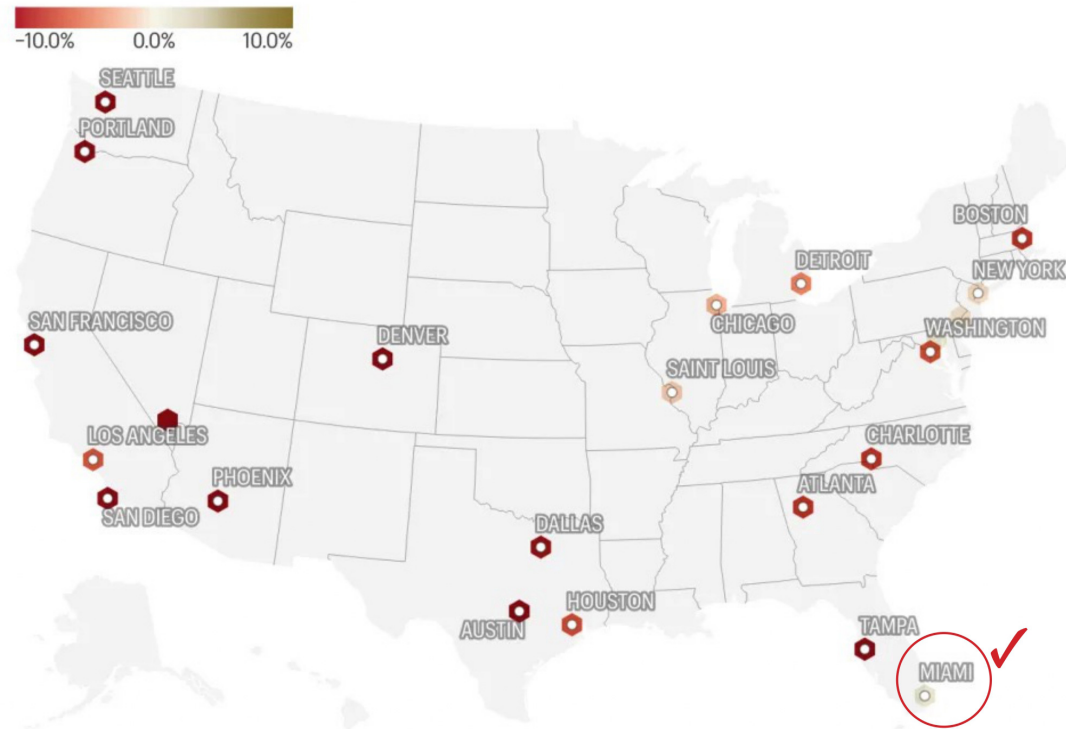 −10.0% 0.0% 10.0%
SEATTLE
PORTLAND
BOSTON
DETROIT
NEW YORK
SAN FRANCISCO
CHICAGO
WASHINGTON
DENVER
SAINT LOUIS
LOS ANGELES
CHARLOTTE
PHOENIX
ATLANTA
SAN DIEGO
DALLAS
HOUSTON
AUSTIN
TAMPA
MIAMI